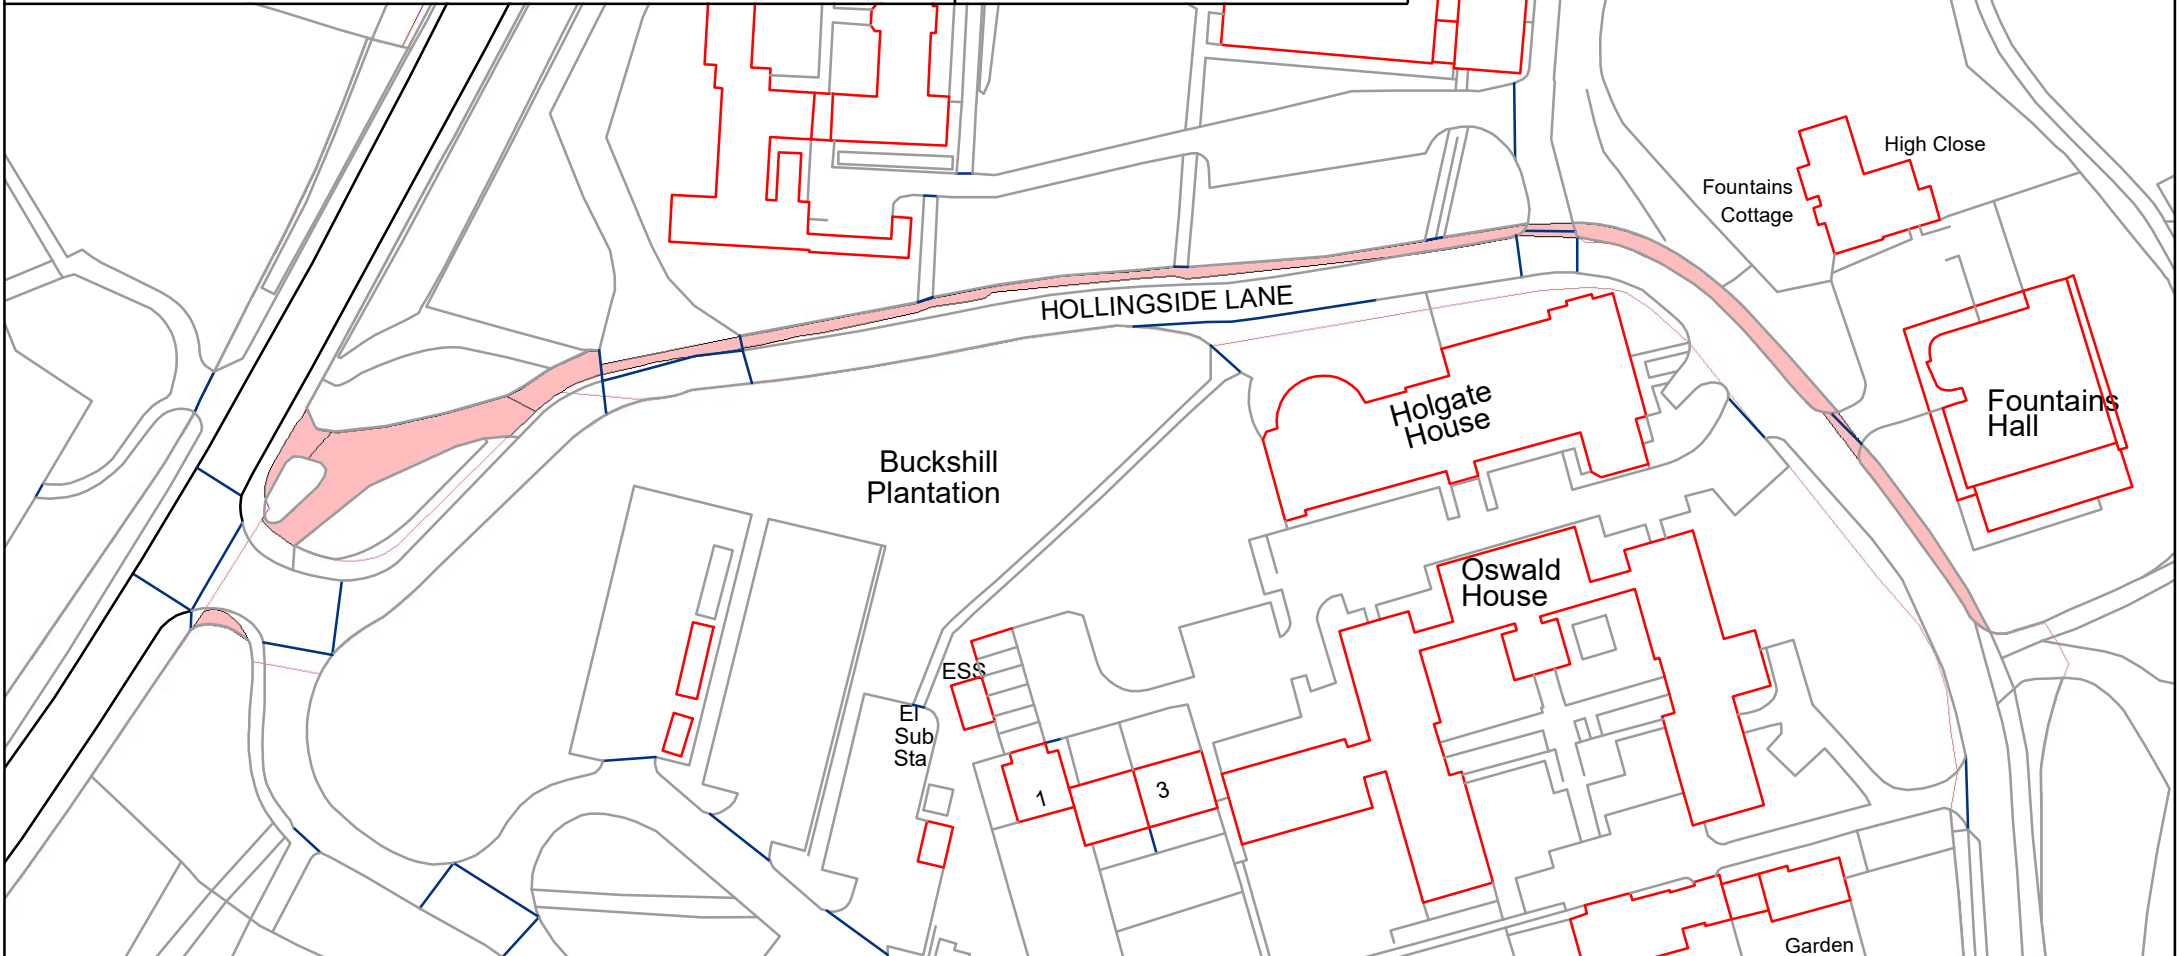 High Close
Fountains
Cottage
HOLLINGSIDE LANE
Holgate
House
Fountains
Hall
Buckshill
Plantation
Oswald
House
ESS
El
Sub
Sta
1
3
Garden